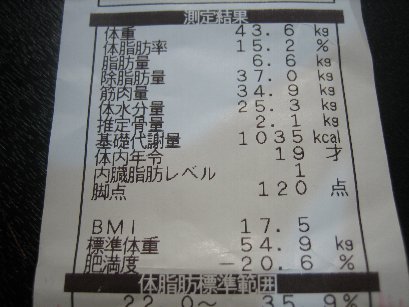 測定結果
体重 43.6 kg
体脂肪率 15.2 %
脂肪量 6.6 kg
除脂肪量 37.0 kg
筋肉量 34.9 kg
体水分量 25.3 kg
推定骨量 2.1 kg
基礎代謝量 1035 kcal
体内年令 19 才
内臓脂肪レベル 1
脚点 120 点
BMI 17.5
標準体重 54.9 kg
肥満度 -20.6 %
体脂肪標準範囲
22.0~ 35.9%